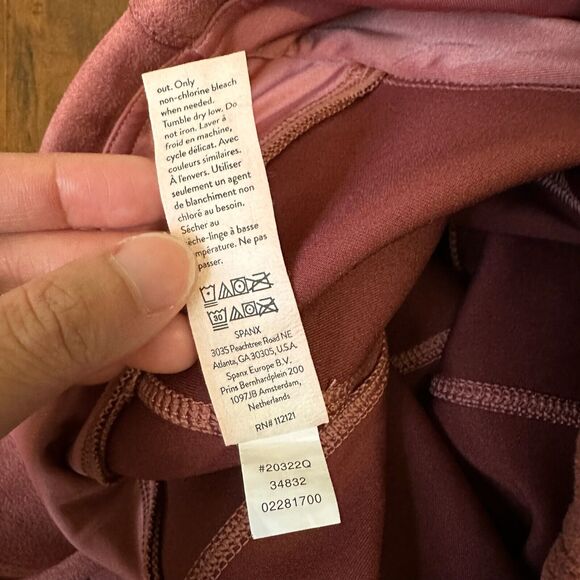 out. Only
non-chlorine bleach
when needed.
Tumble dry low. Do
not iron. Laver à
froid en machine,
cycle délicat. Avec
couleurs similaires.
À l'envers. Utiliser
seulement un agent
de blanchiment non
chloré au besoin.
Sécher au
èche-linge à basse
mpérature. Ne pas
passer.
30
SPANX
3035 Peachtree Road NE
Atlanta, GA 30305, U.S.A.
Spanx Europe B.V.
Prins Bernhardplein 200
1097JB Amsterdam,
Netherlands
RN# 112121
#20322Q
34832
02281700